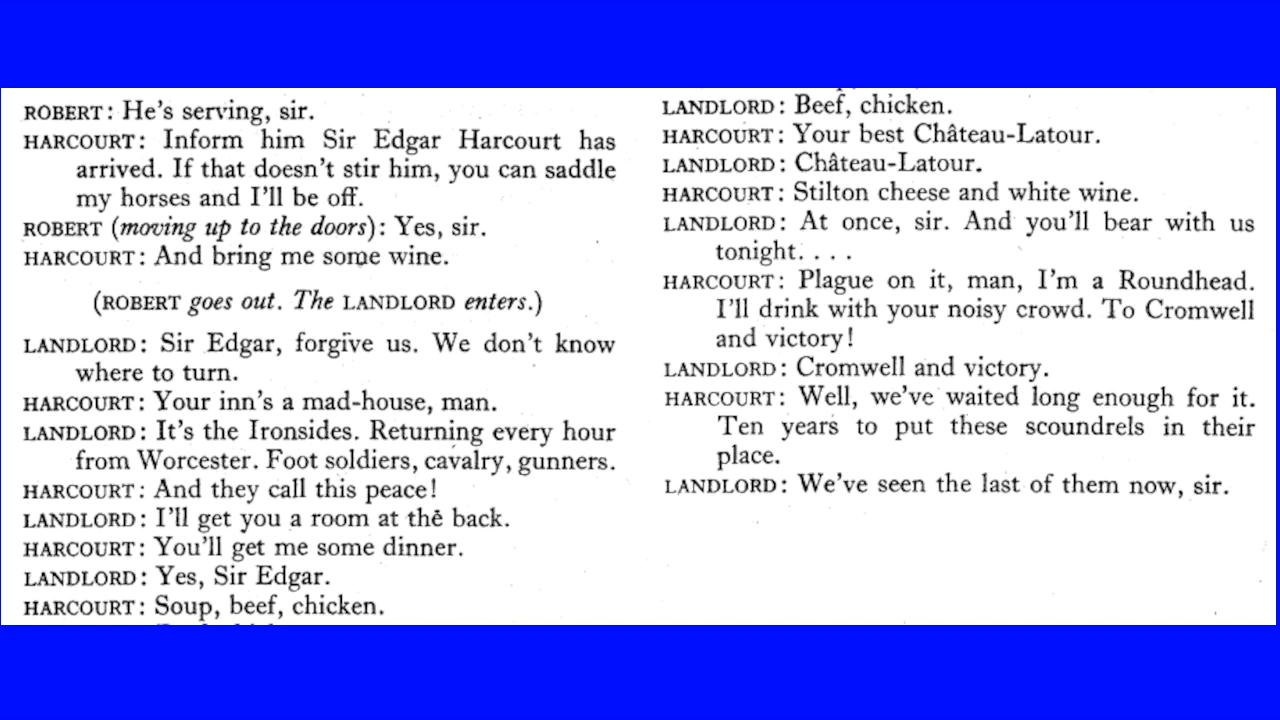 ROBERT: He's serving, sir.
HARCOURT: Inform him Sir Edgar Harcourt has
arrived. If that doesn't stir him, you can saddle
my horses and I'll be off.
ROBERT (moving up to the doors): Yes, sir.
HARCOURT: And bring me some wine.
(ROBERT goes out. The LANDLORD enters.)
LANDLORD: Sir Edgar, forgive us. We don't know
where to turn.
HARCOURT: Your inn's a mad-house, man.
LANDLORD: It's the Ironsides. Returning every hour
from Worcester. Foot soldiers, cavalry, gunners.
HARCOURT: And they call this peace!
LANDLORD: I'll get you a room at the back.
HARCOURT: You'll get me some dinner.
LANDLORD: Yes, Sir Edgar.
HARCOURT: Soup, beef, chicken.
LANDLORD: Beef, chicken.
HARCOURT: Your best Château-Latour.
LANDLORD: Château-Latour.
HARCOURT: Stilton cheese and white wine.
LANDLORD: At once, sir. And you'll bear with us
tonight. . . .
HARCOURT: Plague on it, man, I'm a Roundhead.
I'll drink with your noisy crowd. To Cromwell
and victory!
LANDLORD: Cromwell and victory.
HARCOURT: Well, we've waited long enough for it.
Ten years to put these scoundrels in their
place.
LANDLORD: We've seen the last of them now, sir.